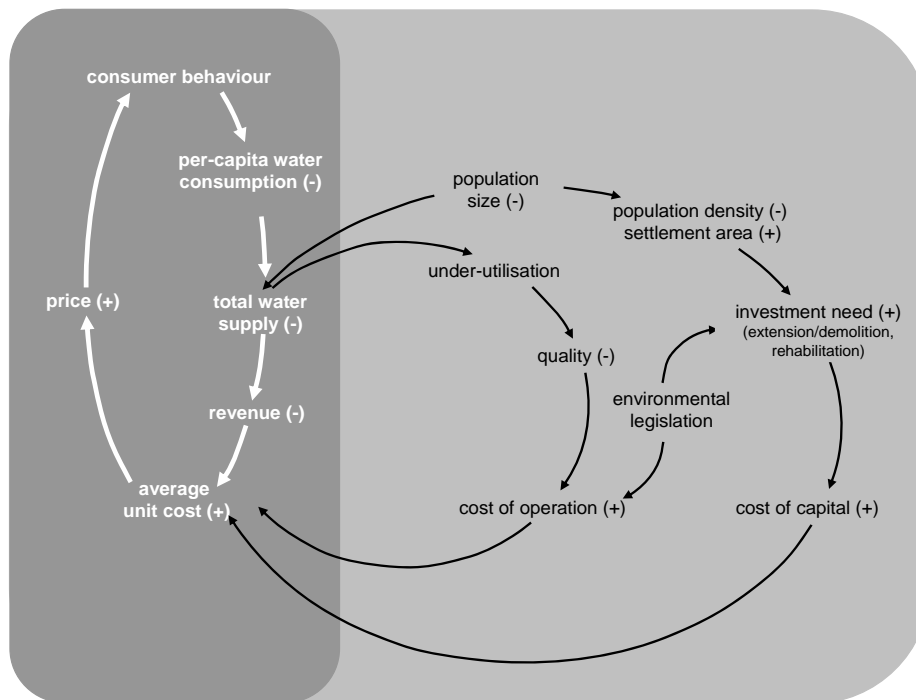 consumer behaviour
per-capita water
consumption (-)
population
size (-)
population density (-)
settlement area (+)
under-utilisation
price (+)
total water
supply (-)
investment need (+)
(extension/demolition,
rehabilitation)
quality (-)
environmental
legislation
revenue (-)
average
unit cost (+)
cost of operation (+)
cost of capital (+)